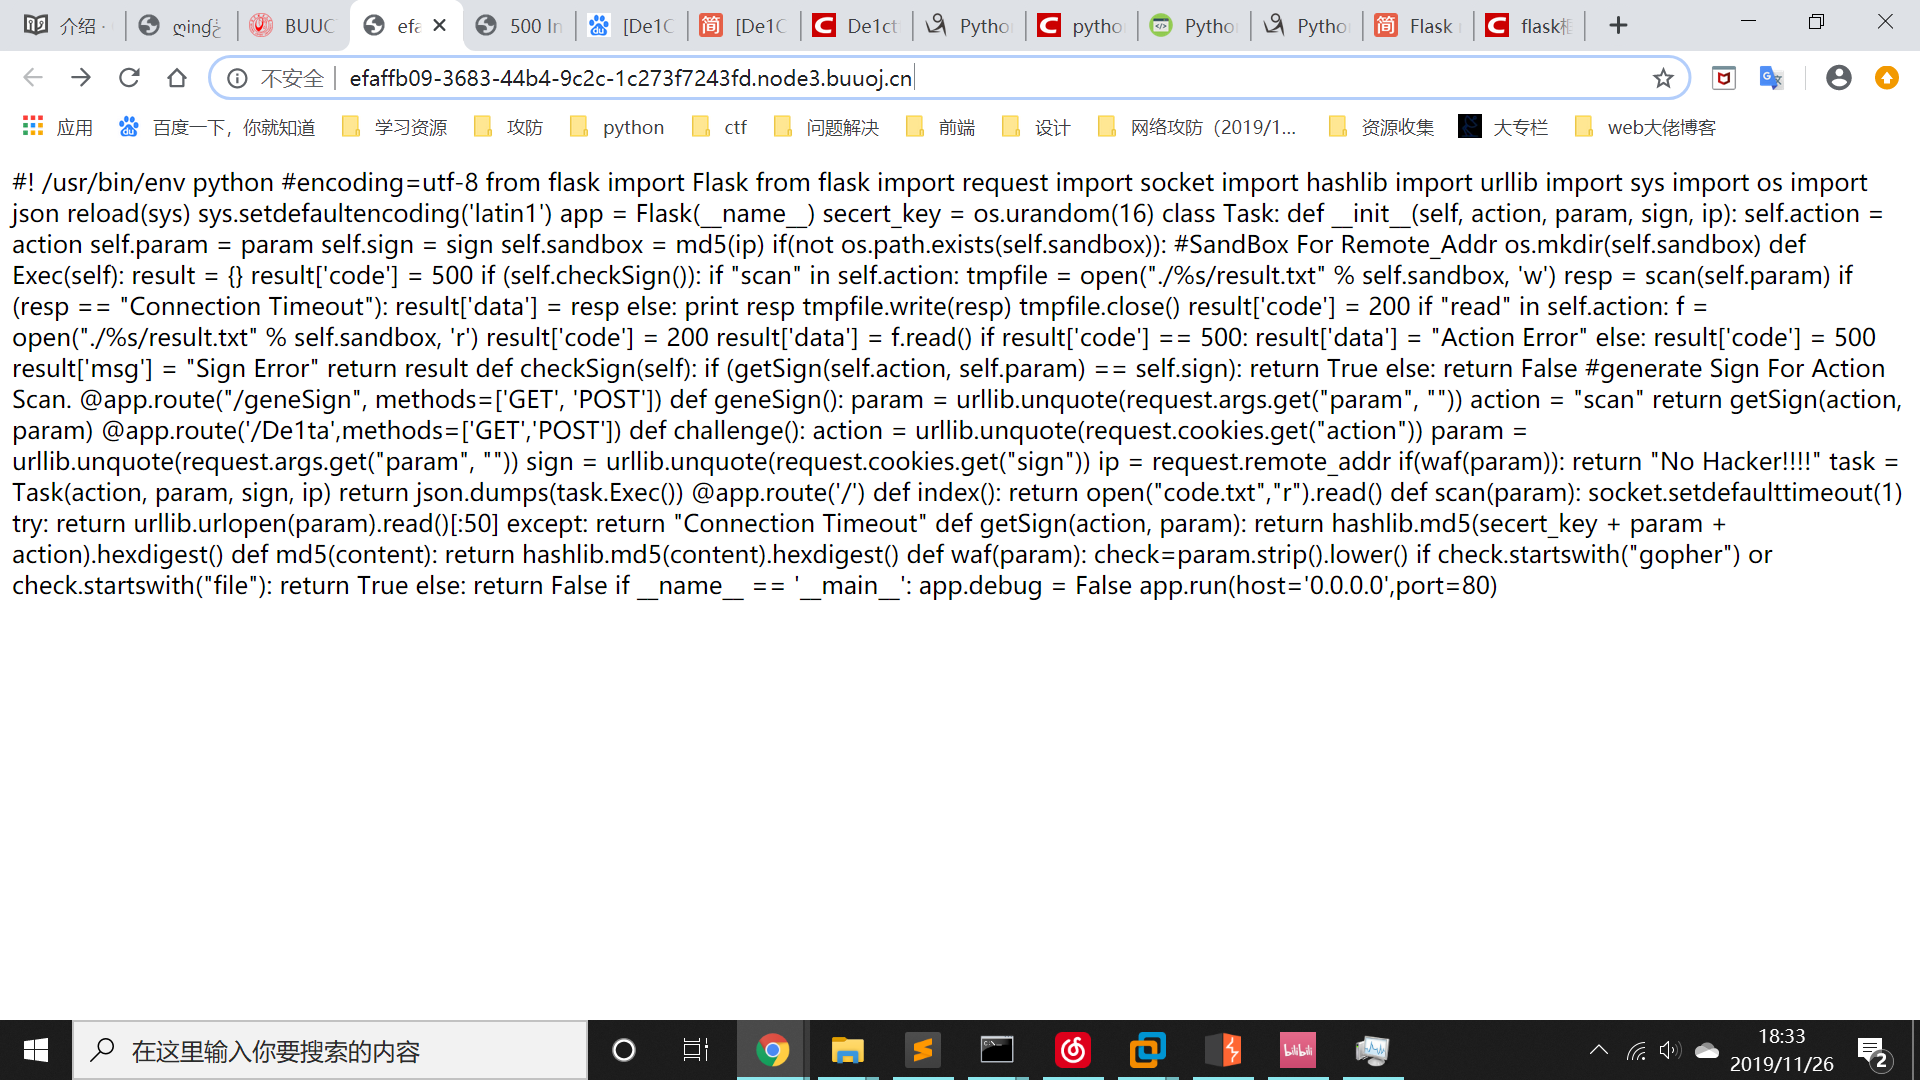 介绍 ·
BUUC
efa
500 In
[De1C
[De1C
De1ct
Pytho
pytho
Pytho
Pytho
Flask
flask框
不安全 efaffb09-3683-44b4-9c2c-1c273f7243fd.node3.buuoj.cn
应用 百度一下，你就知道 学习资源 攻防 python ctf 问题解决 前端 设计 网络攻防（2019/1... 资源收集 大专栏 web大佬博客
#! /usr/bin/env python #encoding=utf-8 from flask import Flask from flask import request import socket import hashlib import urllib import sys import os import
json reload(sys) sys.setdefaultencoding('latin1') app = Flask(__name__) secert_key = os.urandom(16) class Task: def __init__(self, action, param, sign, ip): self.action =
action self.param = param self.sign = sign self.sandbox = md5(ip) if(not os.path.exists(self.sandbox)): #SandBox For Remote_Addr os.mkdir(self.sandbox) def
Exec(self): result = {} result['code'] = 500 if (self.checkSign()): if "scan" in self.action: tmpfile = open("./%s/result.txt" % self.sandbox, 'w') resp = scan(self.param) if
(resp == "Connection Timeout"): result['data'] = resp else: print resp tmpfile.write(resp) tmpfile.close() result['code'] = 200 if "read" in self.action: f =
open("./%s/result.txt" % self.sandbox, 'r') result['code'] = 200 result['data'] = f.read() if result['code'] == 500: result['data'] = "Action Error" else: result['code'] = 500
result['msg'] = "Sign Error" return result def checkSign(self): if (getSign(self.action, self.param) == self.sign): return True else: return False #generate Sign For Action
Scan. @app.route("/geneSign", methods=['GET', 'POST']) def geneSign(): param = urllib.unquote(request.args.get("param", "")) action = "scan" return getSign(action,
param) @app.route('/De1ta',methods=['GET','POST']) def challenge(): action = urllib.unquote(request.cookies.get("action")) param =
urllib.unquote(request.args.get("param", "")) sign = urllib.unquote(request.cookies.get("sign")) ip = request.remote_addr if(waf(param)): return "No Hacker!!!!" task =
Task(action, param, sign, ip) return json.dumps(task.Exec()) @app.route('/') def index(): return open("code.txt","r").read() def scan(param): socket.setdefaulttimeout(1)
try: return urllib.urlopen(param).read()[:50] except: return "Connection Timeout" def getSign(action, param): return hashlib.md5(secert_key + param +
action).hexdigest() def md5(content): return hashlib.md5(content).hexdigest() def waf(param): check=param.strip().lower() if check.startswith("gopher") or
check.startswith("file"): return True else: return False if __name__ == '__main__': app.debug = False app.run(host='0.0.0.0',port=80)
在这里输入你要搜索的内容
bilibili
18:33
2019/11/26
2